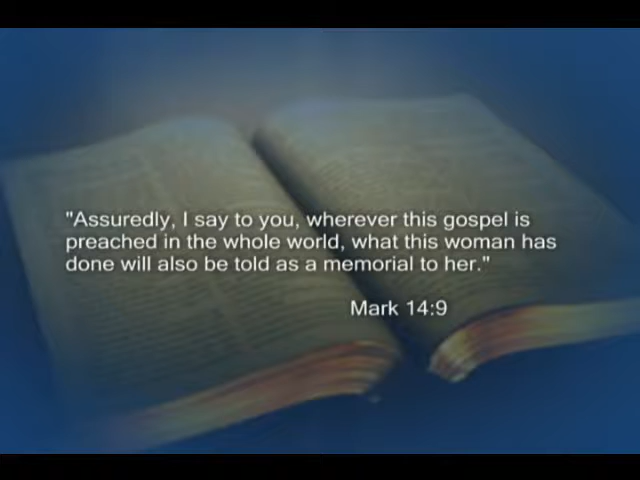 "Assuredly, I say to you, wherever this gospel is
preached in the whole world, what this woman has
done will also be told as a memorial to her."
Mark 14:9